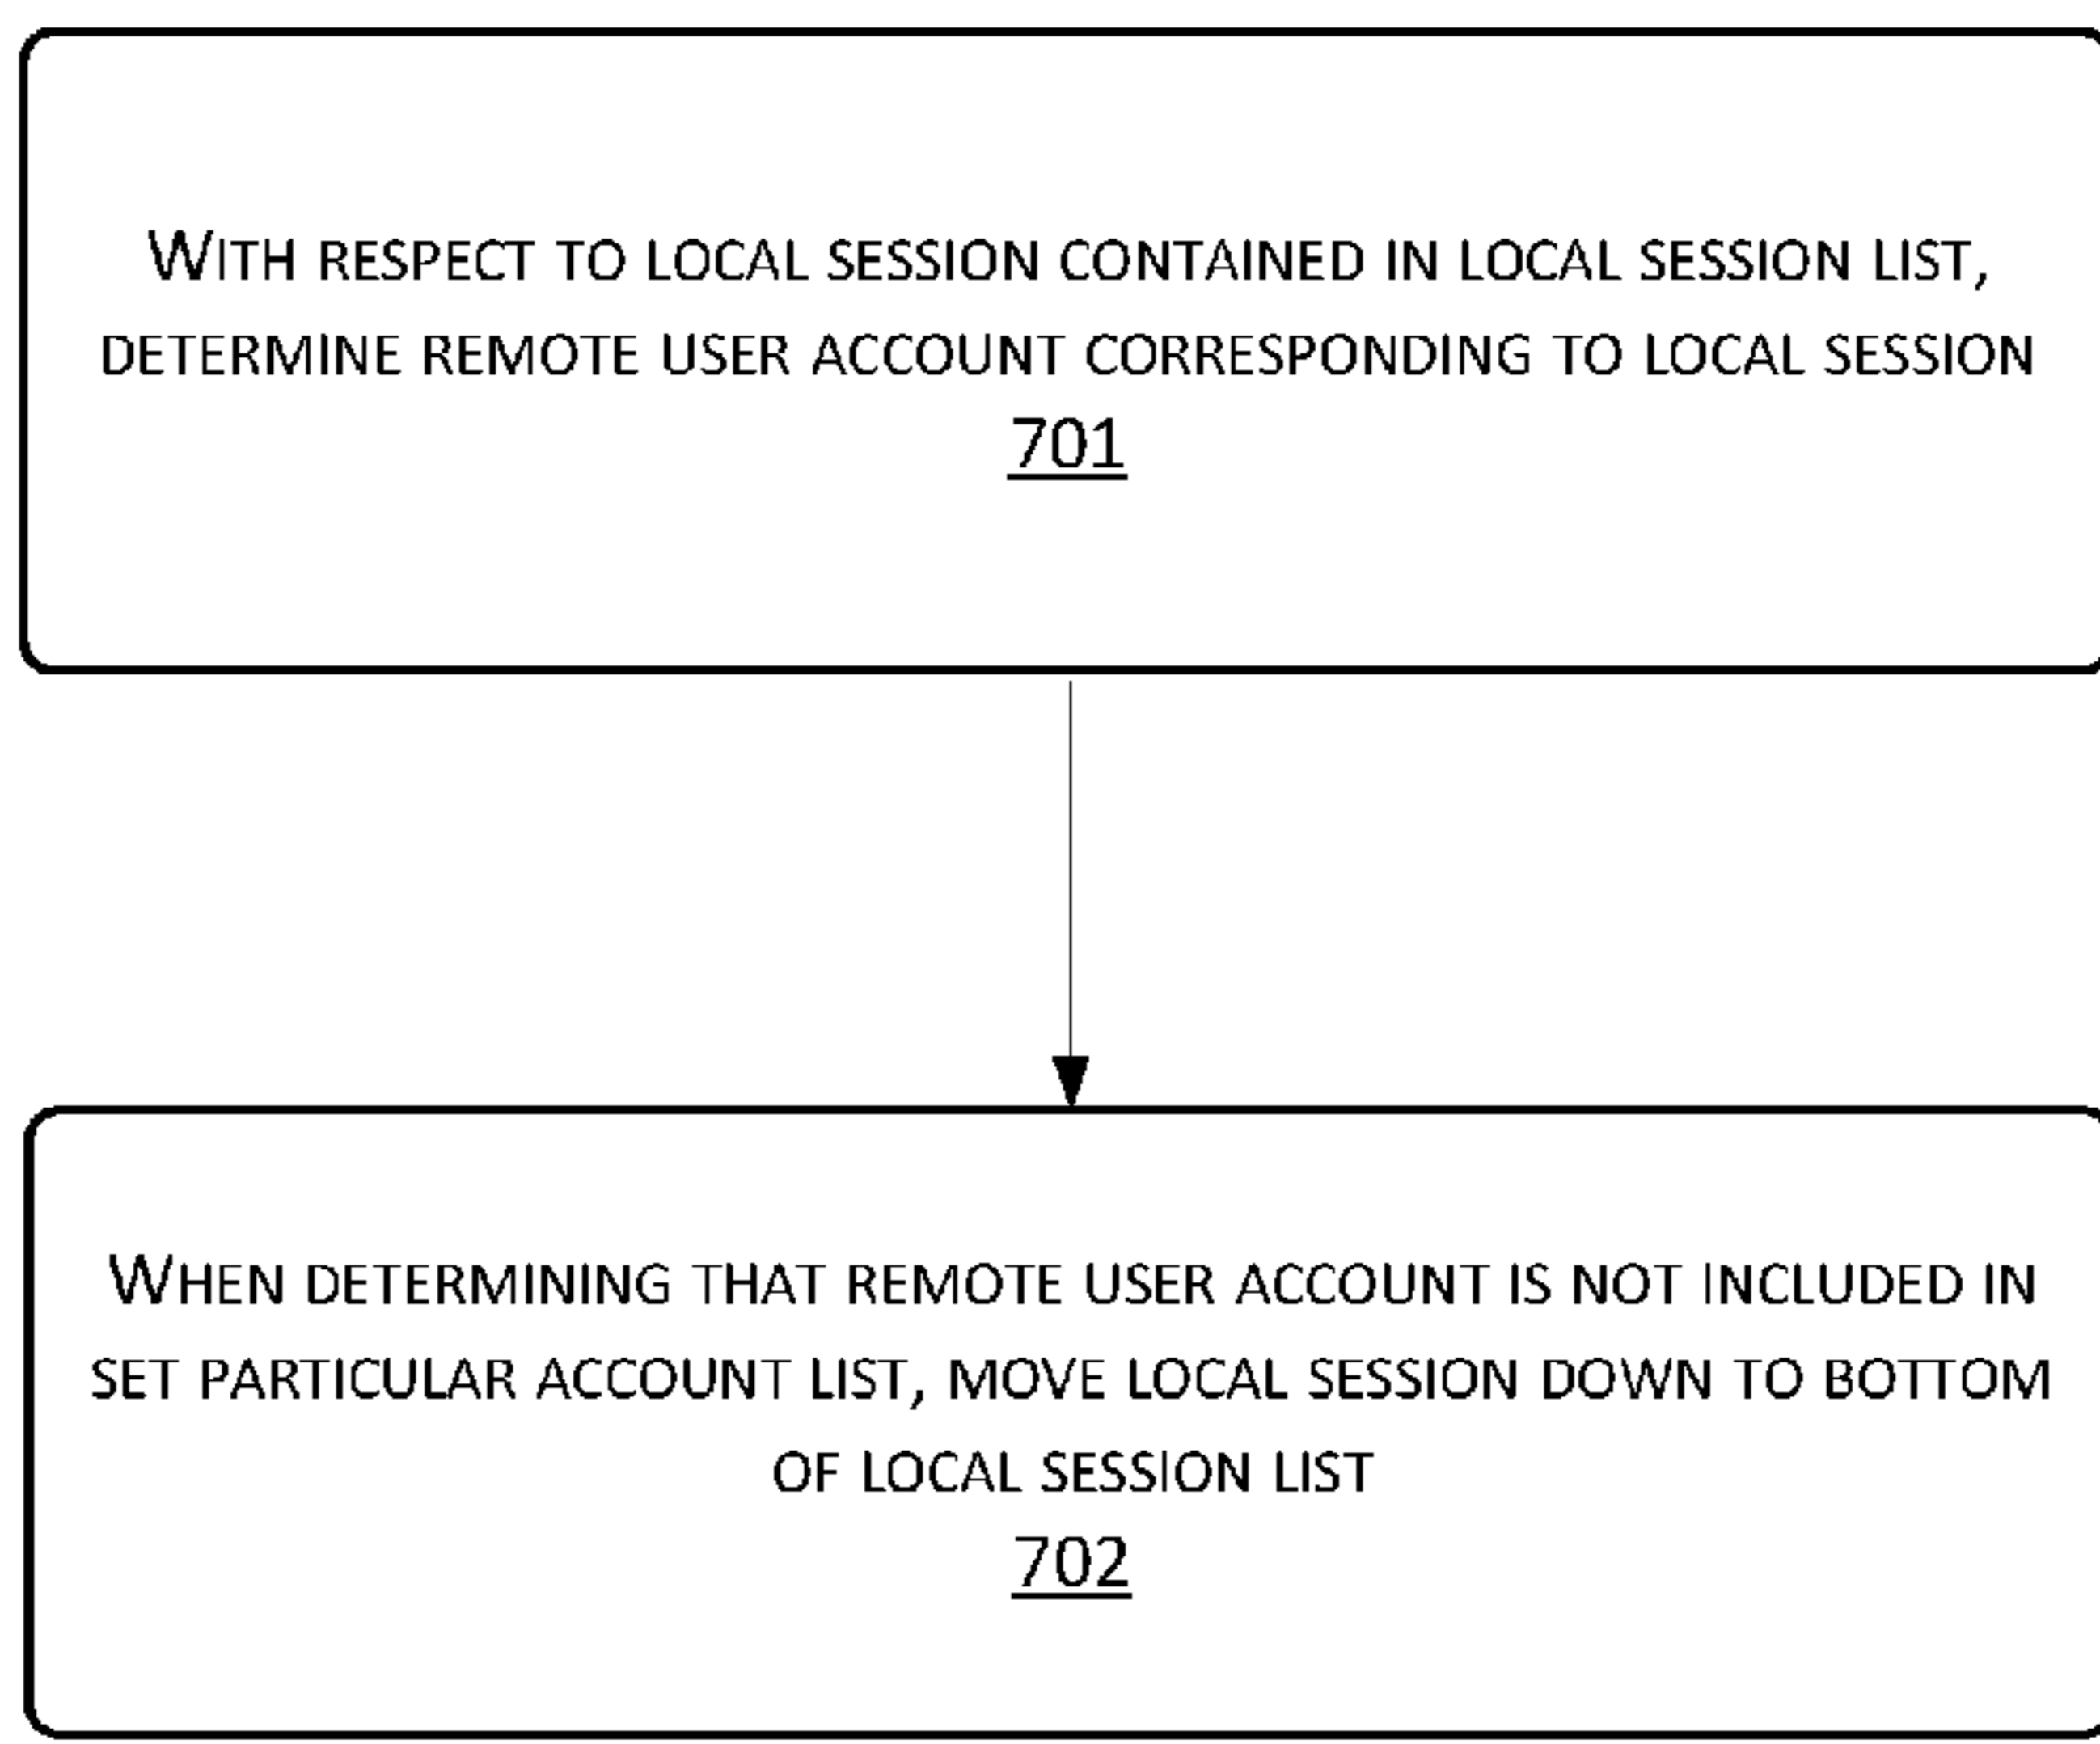 With respect to local session contained in local session list,
determine remote user account corresponding to local session
701
When determining that remote user account is not included in
set particular account list, move local session down to bottom
of local session list
702